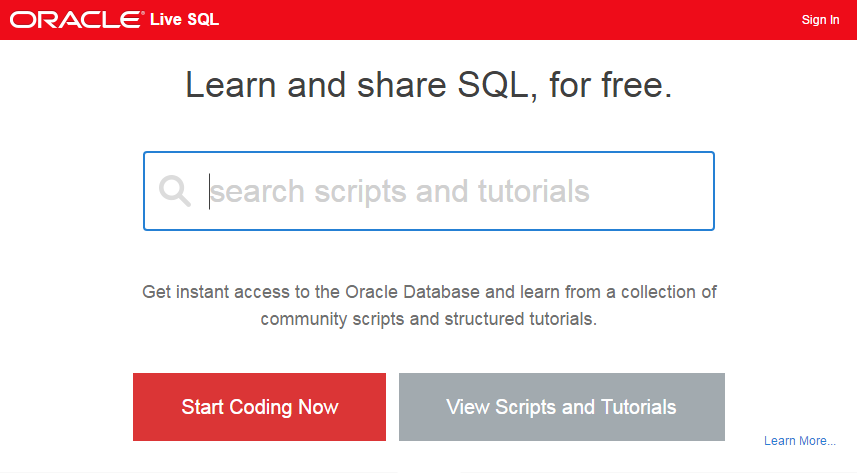 ORACLE® Live SQL
Sign In
Learn and share SQL, for free.
search scripts and tutorials
Get instant access to the Oracle Database and learn from a collection of
community scripts and structured tutorials.
Start Coding Now
View Scripts and Tutorials
Learn More...